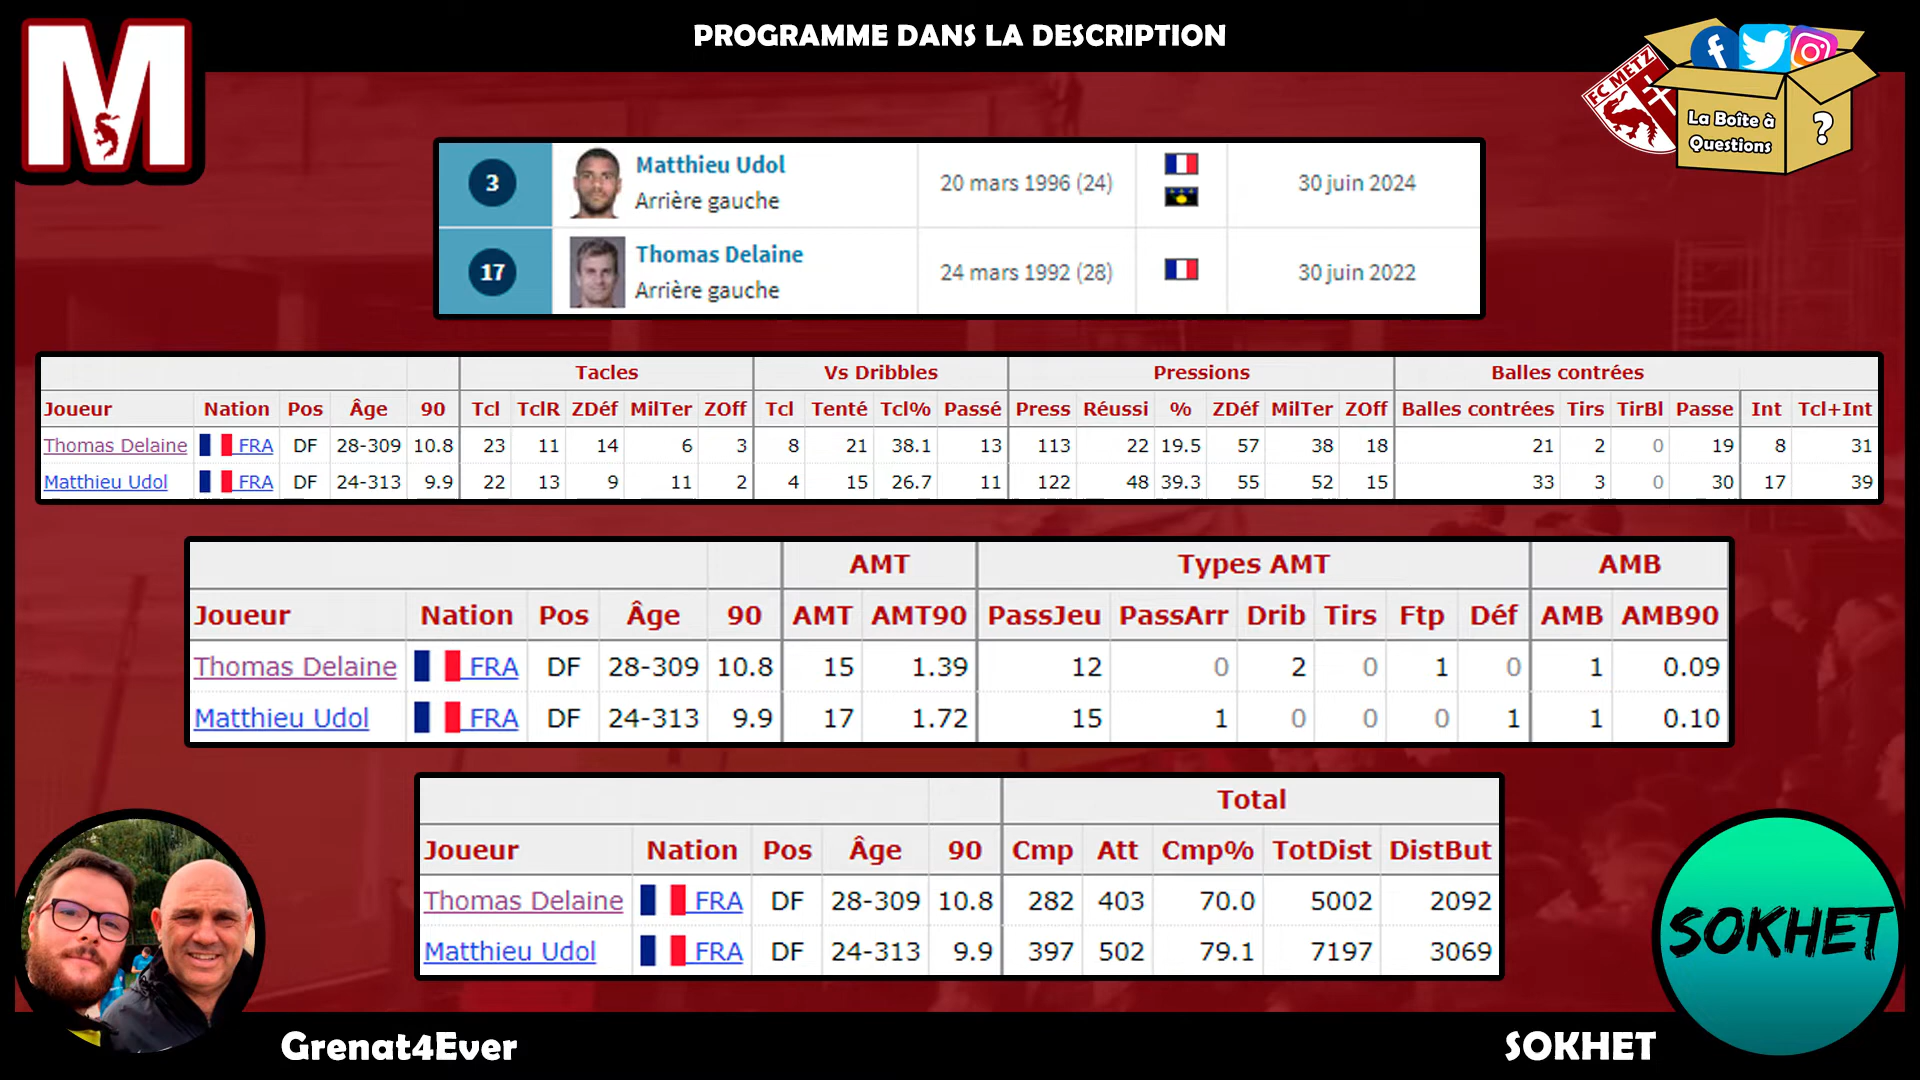 PROGRAMME DANS LA DESCRIPTION
M
FC METZ
La Boîte à
Questions
?
3 Matthieu Udol 20 mars 1996 (24) 30 juin 2024
Arrière gauche
17 Thomas Delaine 24 mars 1992 (28) 30 juin 2022
Arrière gauche
Tacles Vs Dribbles Pressions Balles contrées
Joueur Nation Pos Âge 90 Tcl TclR ZDéf MilTer ZOff Tcl Tenté Tcl% Passé Press Réussi % ZDéf MilTer ZOff Balles contrées Tirs TirBl Passe Int Tcl+Int
Thomas Delaine FRA DF 28-309 10.8 23 11 14 6 3 8 21 38.1 13 113 22 19.5 57 38 18 21 2 0 19 8 31
Matthieu Udol FRA DF 24-313 9.9 22 13 9 11 2 4 15 26.7 11 122 48 39.3 55 52 15 33 3 0 30 17 39
AMT Types AMT AMB
Joueur Nation Pos Âge 90 AMT AMT90 PassJeu PassArr Drib Tirs Ftp Déf AMB AMB90
Thomas Delaine FRA DF 28-309 10.8 15 1.39 12 0 2 0 1 0 1 0.09
Matthieu Udol FRA DF 24-313 9.9 17 1.72 15 1 0 0 0 1 1 0.10
Total
Joueur Nation Pos Âge 90 Cmp Att Cmp% TotDist DistBut
Thomas Delaine FRA DF 28-309 10.8 282 403 70.0 5002 2092
Matthieu Udol FRA DF 24-313 9.9 397 502 79.1 7197 3069
SOKHET
Grenat4Ever
SOKHET